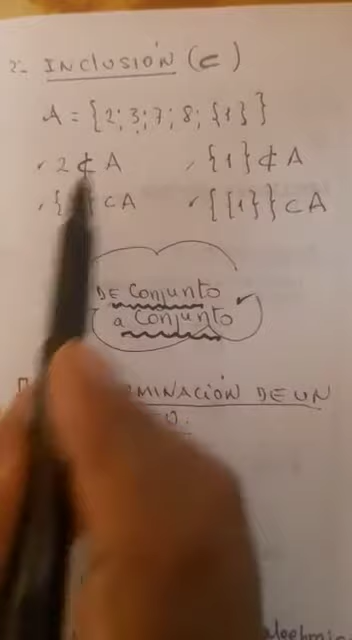 2.- INCLUSIÓN (⊂)
A = {2; 3; 7; 8; {1}}
✓ 2 ⊄ A ✓ {1} ⊄ A
✓ { } ⊂ A ✓ {{1}} ⊂ A
DE Conjunto
a Conjunto
MINACIÓN DE UN